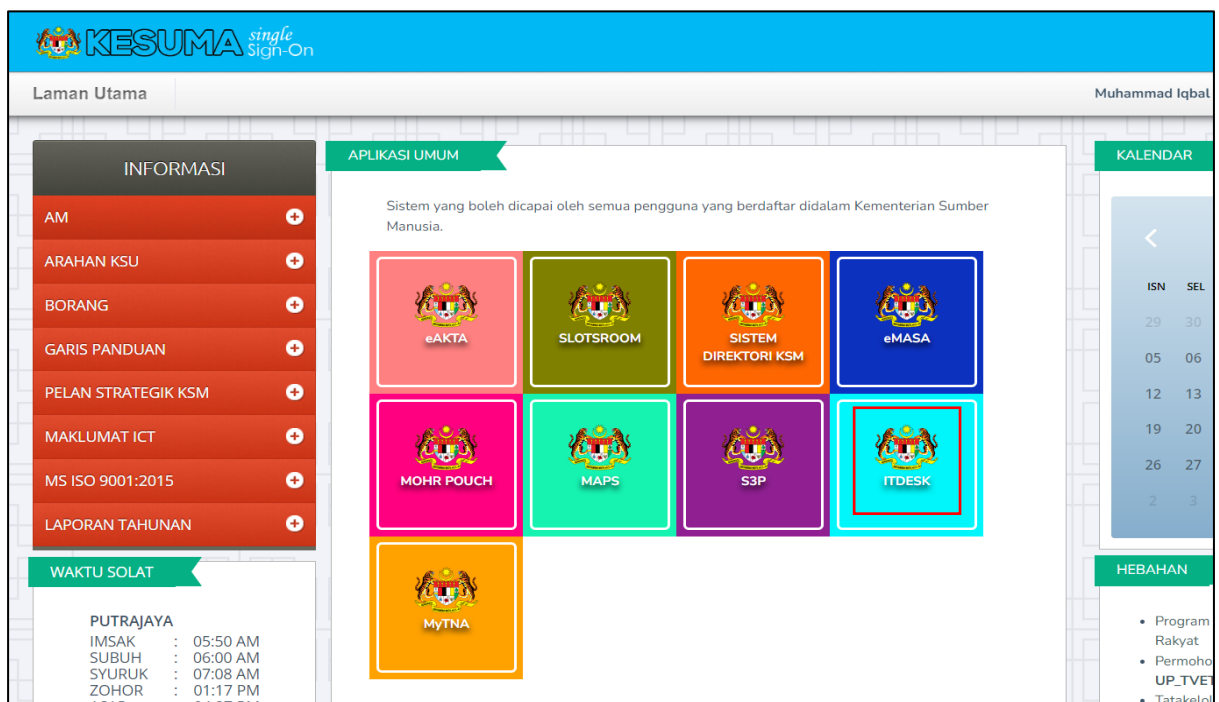 KESUMA single
Sign-On
Laman Utama
Muhammad Iqbal
INFORMASI
AM
ARAHAN KSU
BORANG
GARIS PANDUAN
PELAN STRATEGIK KSM
MAKLUMAT ICT
MS ISO 9001:2015
LAPORAN TAHUNAN
WAKTU SOLAT
PUTRAJAYA
IMSAK : 05:50 AM
SUBUH : 06:00 AM
SYURUK : 07:08 AM
ZOHOR : 01:17 PM
APLIKASI UMUM
Sistem yang boleh dicapai oleh semua pengguna yang berdaftar didalam Kementerian Sumber
Manusia.
eAKTA
SLOTSROOM
SISTEM
DIREKTORI KSM
eMASA
MOHR POUCH
MAPS
S3P
ITDESK
MyTNA
KALENDAR
ISN SEL
29 30
05 06
12 13
19 20
26 27
2 3
HEBAHAN
• Program
Rakyat
• Permoho
UP_TVET
• Tatakelol